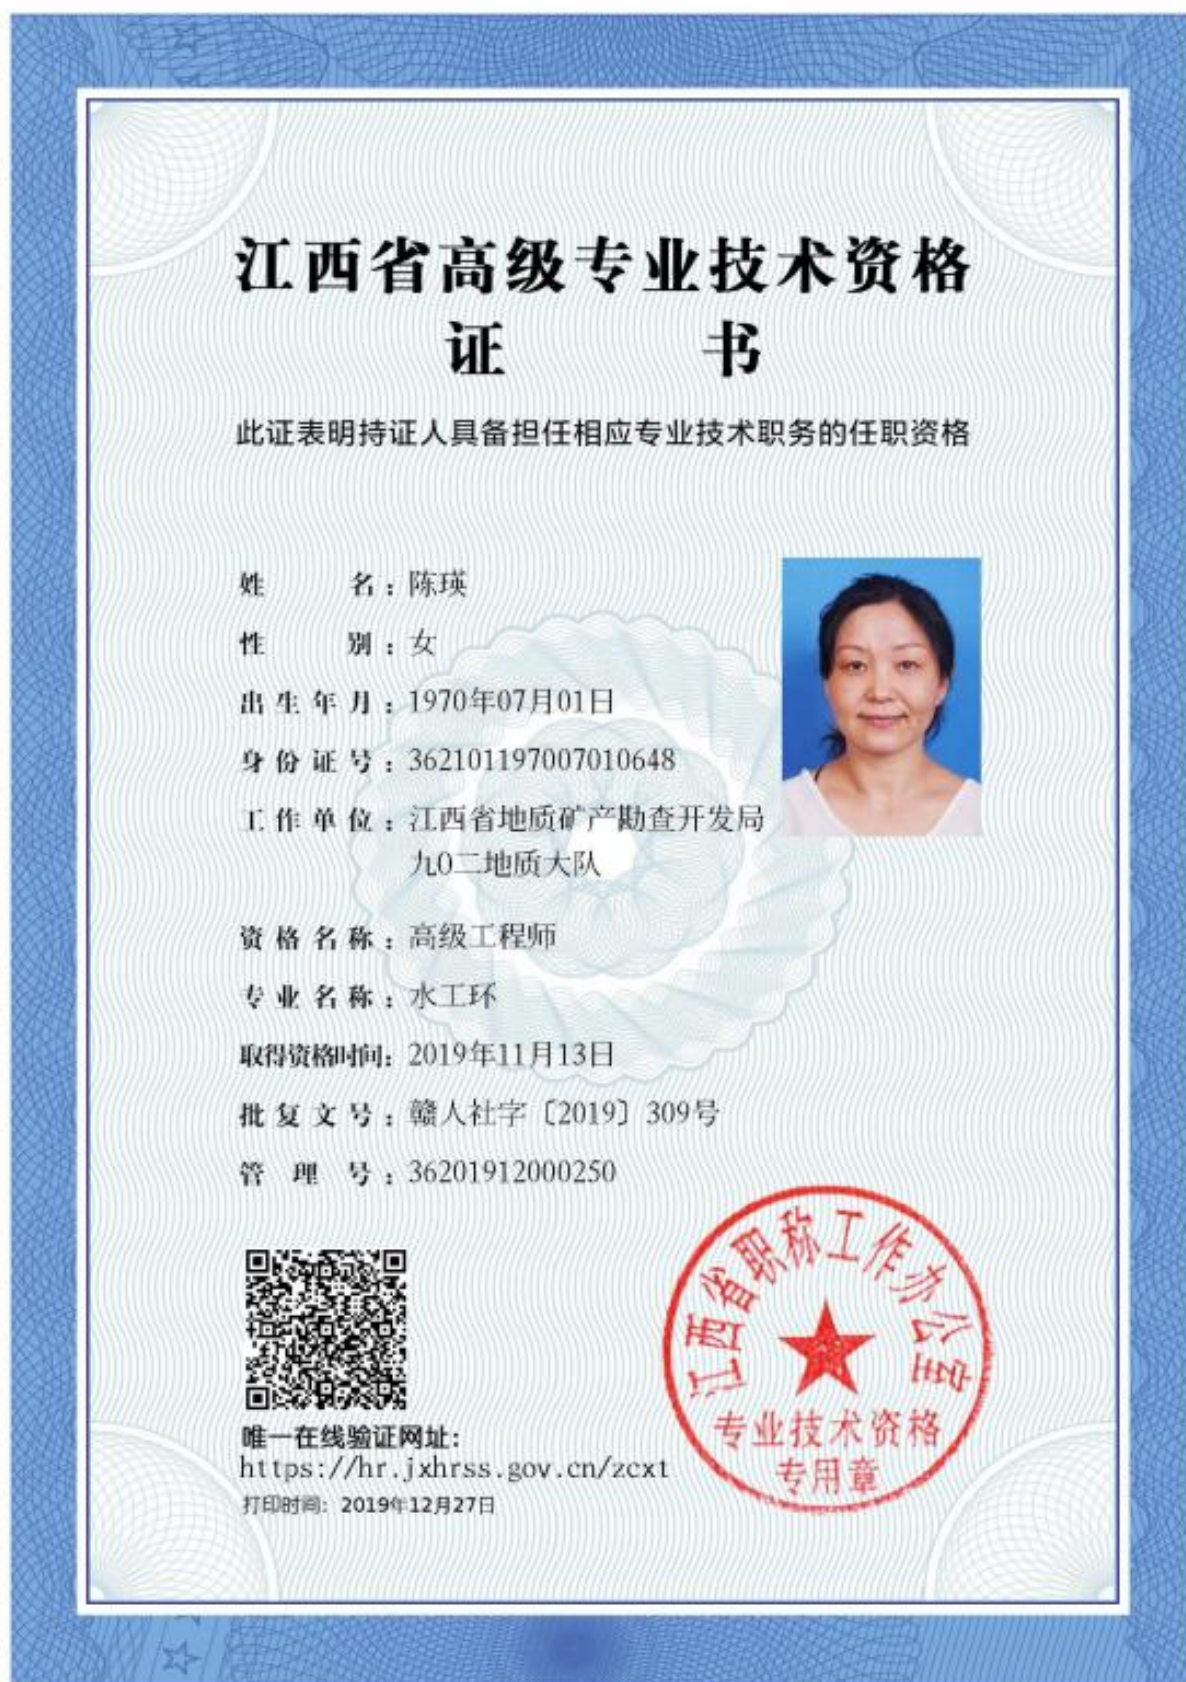 江西省高级专业技术资格
证 书
此证表明持证人具备担任相应专业技术职务的任职资格
姓 名：陈瑛
性 别：女
出生年月：1970年07月01日
身份证号：362101197007010648
工作单位：江西省地质矿产勘查开发局
九0二地质大队
资格名称：高级工程师
专业名称：水工环
取得资格时间：2019年11月13日
批复文号：赣人社字〔2019〕309号
管 理 号：36201912000250
江西省职称工作办公室
专业技术资格
专用章
唯一在线验证网址：
https://hr.jxhrss.gov.cn/zcxt
打印时间：2019年12月27日